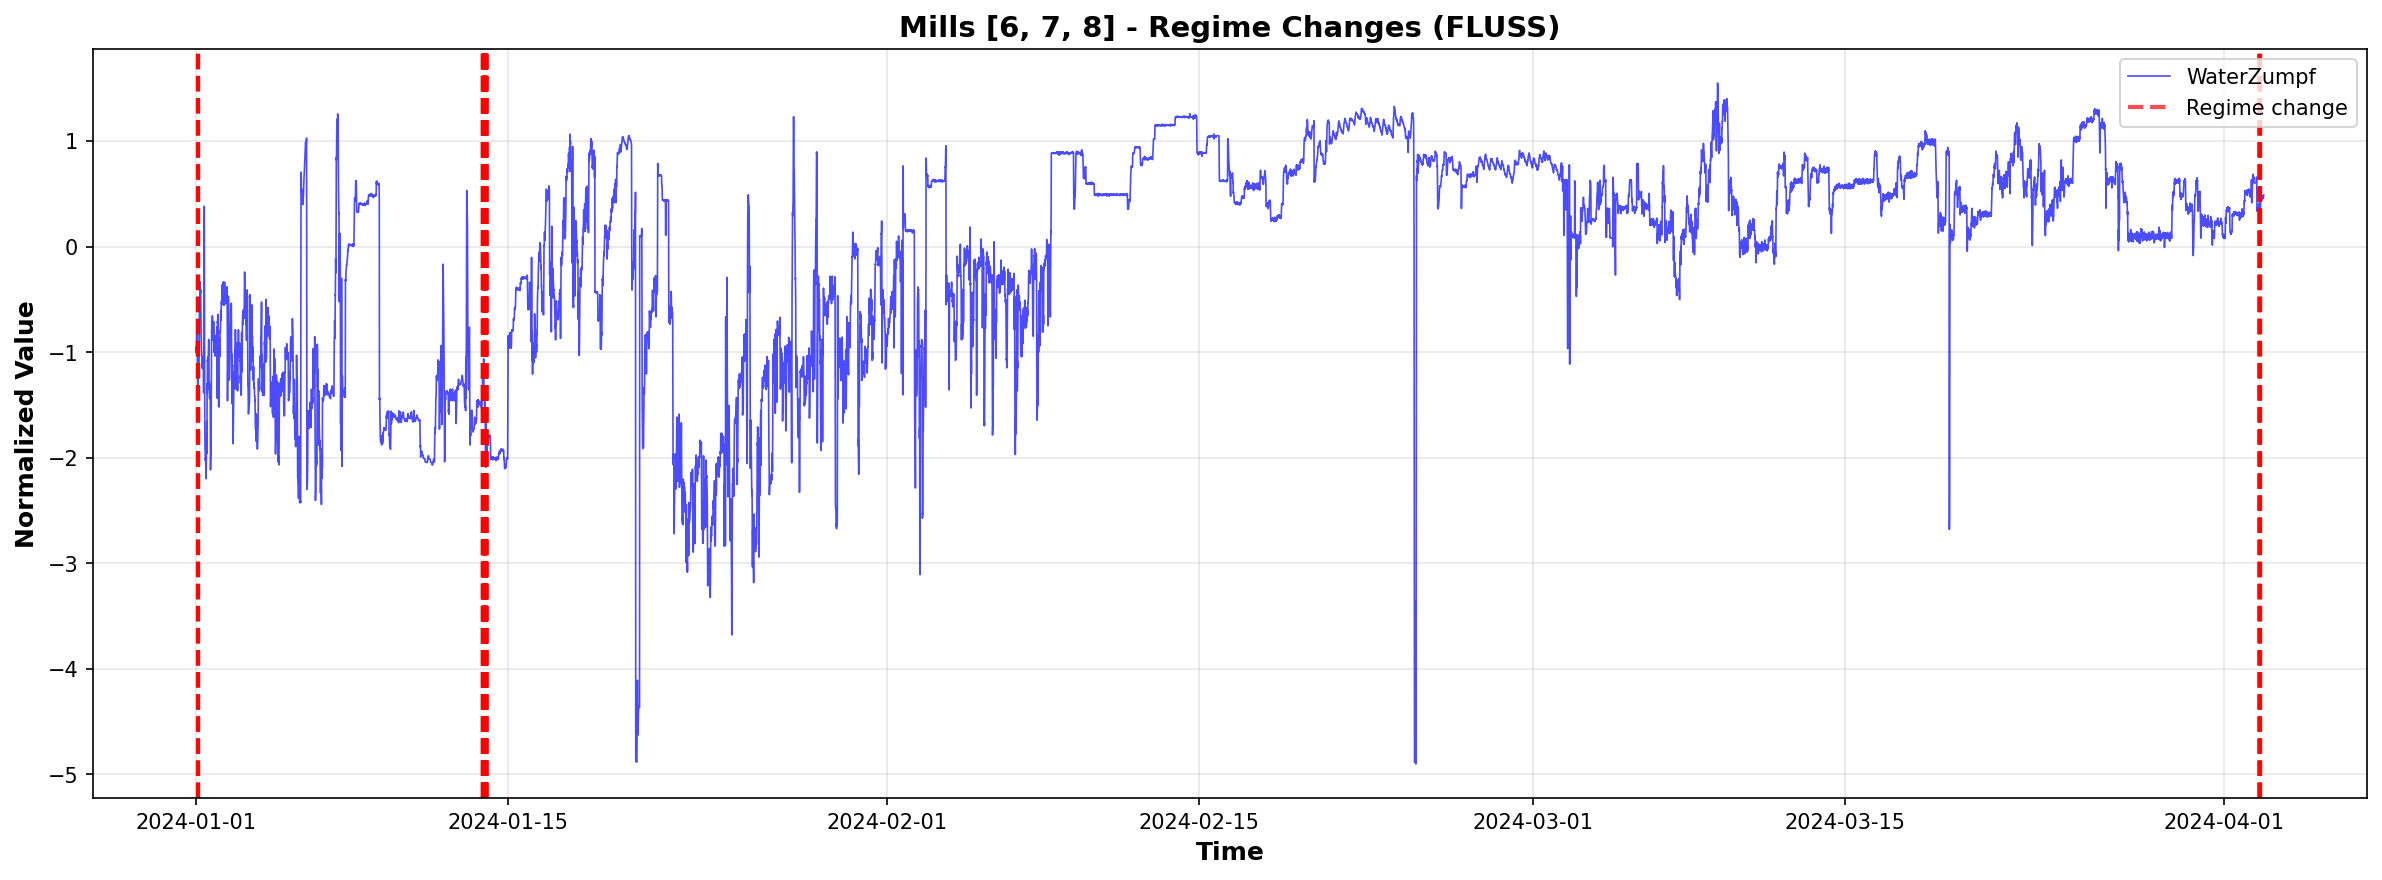 Mills [6, 7, 8] - Regime Changes (FLUSS)
WaterZumpf
Regime change
Normalized Value
1
0
−1
−2
−3
−4
−5
2024-01-01
2024-01-15
2024-02-01
2024-02-15
2024-03-01
2024-03-15
2024-04-01
Time